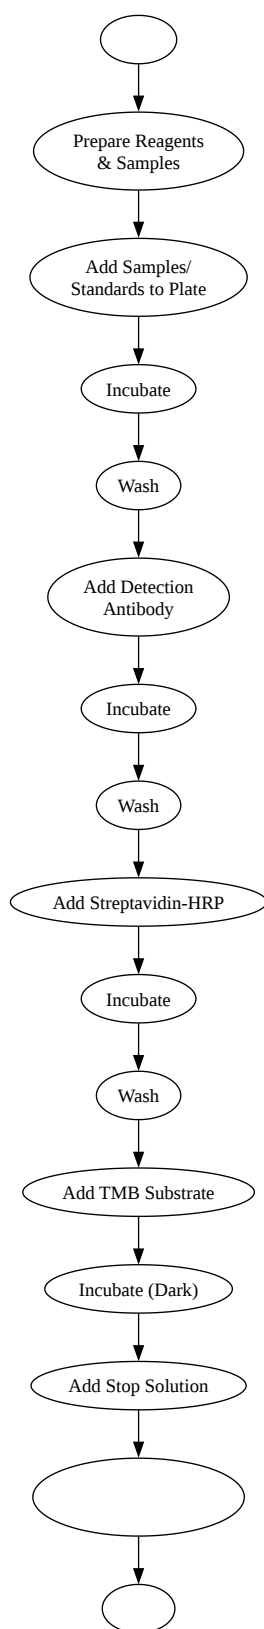 Prepare Reagents
& Samples
Add Samples/
Standards to Plate
Incubate
Wash
Add Detection
Antibody
Incubate
Wash
Add Streptavidin-HRP
Incubate
Wash
Add TMB Substrate
Incubate (Dark)
Add Stop Solution